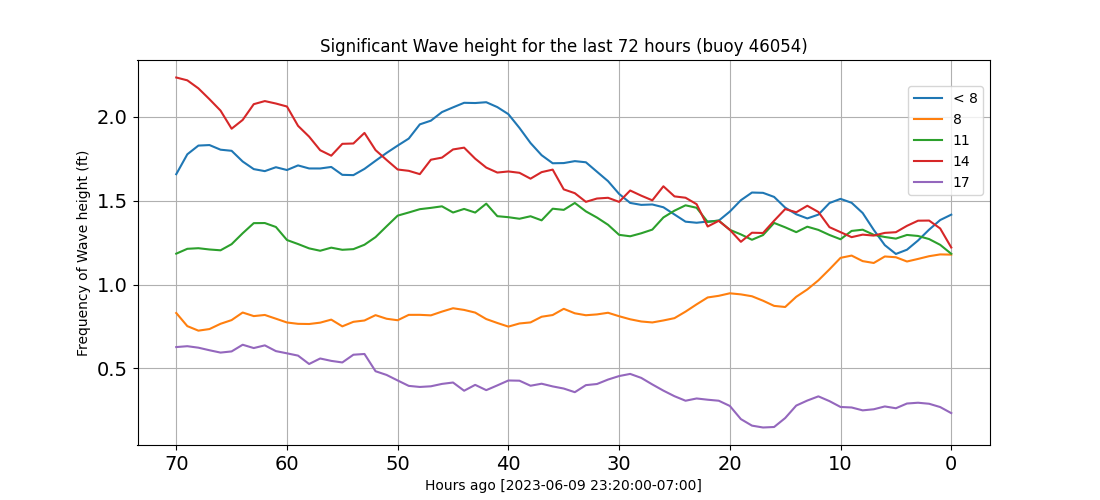 Significant Wave height for the last 72 hours (buoy 46054)
Frequency of Wave height (ft)
2.0
1.5
1.0
0.5
< 8
8
11
14
17
70 60 50 40 30 20 10 0
Hours ago [2023-06-09 23:20:00-07:00]